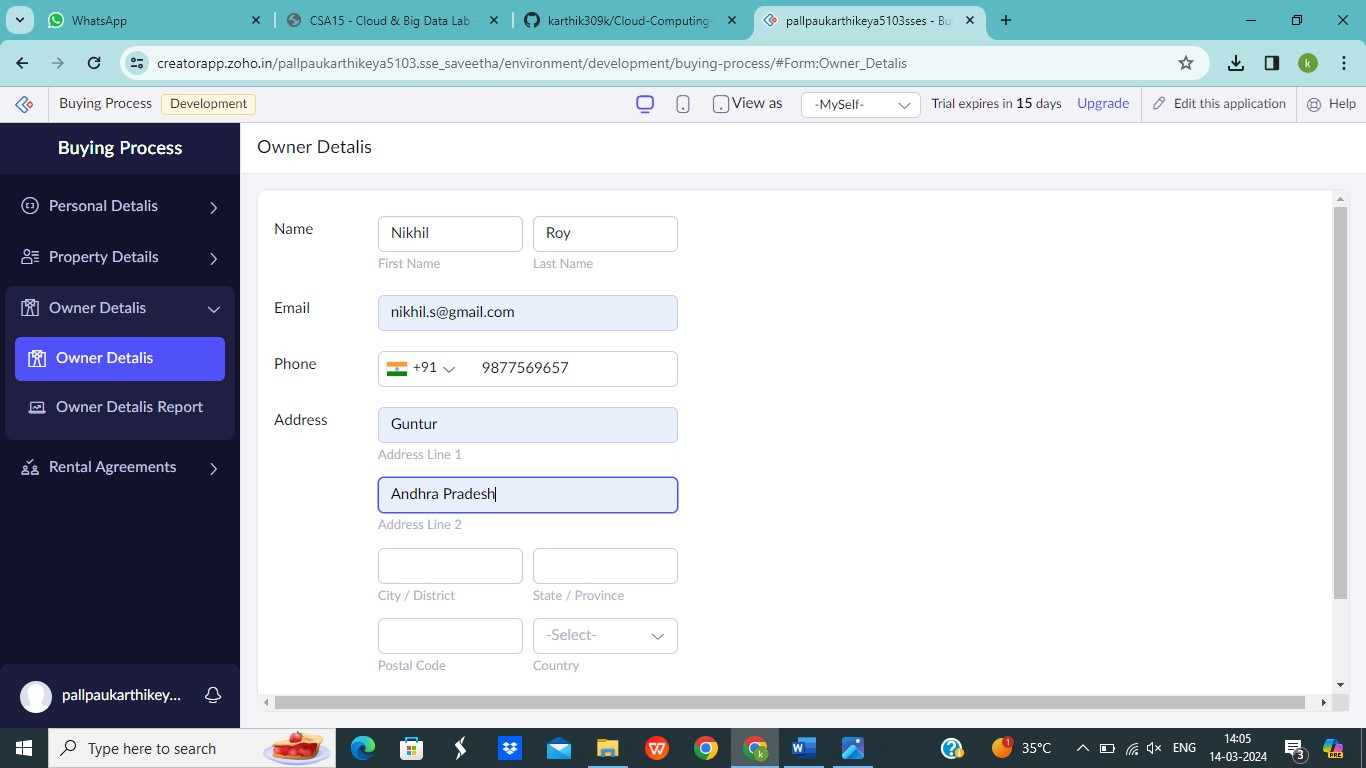 WhatsApp
CSA15 - Cloud & Big Data Lab -
karthik309k/Cloud-Computing-
pallpaukarthikeya5103sses - Bu
creatorapp.zoho.in/pallpaukarthikeya5103.sse_saveetha/environment/development/buying-process/#Form:Owner_Detalis
k
Buying Process
Development
View as
-MySelf-
Trial expires in 15 days
Upgrade
Edit this application
Help
Buying Process
Personal Detalis
Property Details
Owner Detalis
Owner Detalis
Owner Detalis Report
Rental Agreements
pallpaukarthikey...
Owner Detalis
Name
Nikhil
Roy
First Name
Last Name
Email
nikhil.s@gmail.com
Phone
+91
9877569657
Address
Guntur
Address Line 1
Andhra Pradesh
Address Line 2
City / District
State / Province
-Select-
Postal Code
Country
Type here to search
35°C
ENG
14:05
14-03-2024
3